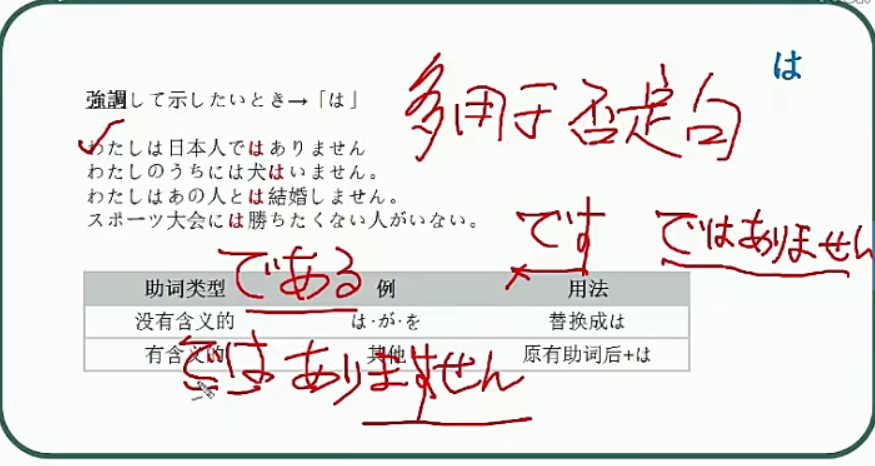 は
強調して示したいとき→「は」
多用于否定句
わたしは日本人ではありません
わたしのうちには犬はいません。
わたしはあの人とは結婚しません。
スポーツ大会には勝ちたくない人がいない。
です ではありません
である
助词类型 例 用法
没有含义的 は·が·を 替换成は
有含义的 其他 原有助词后+は
ではありません